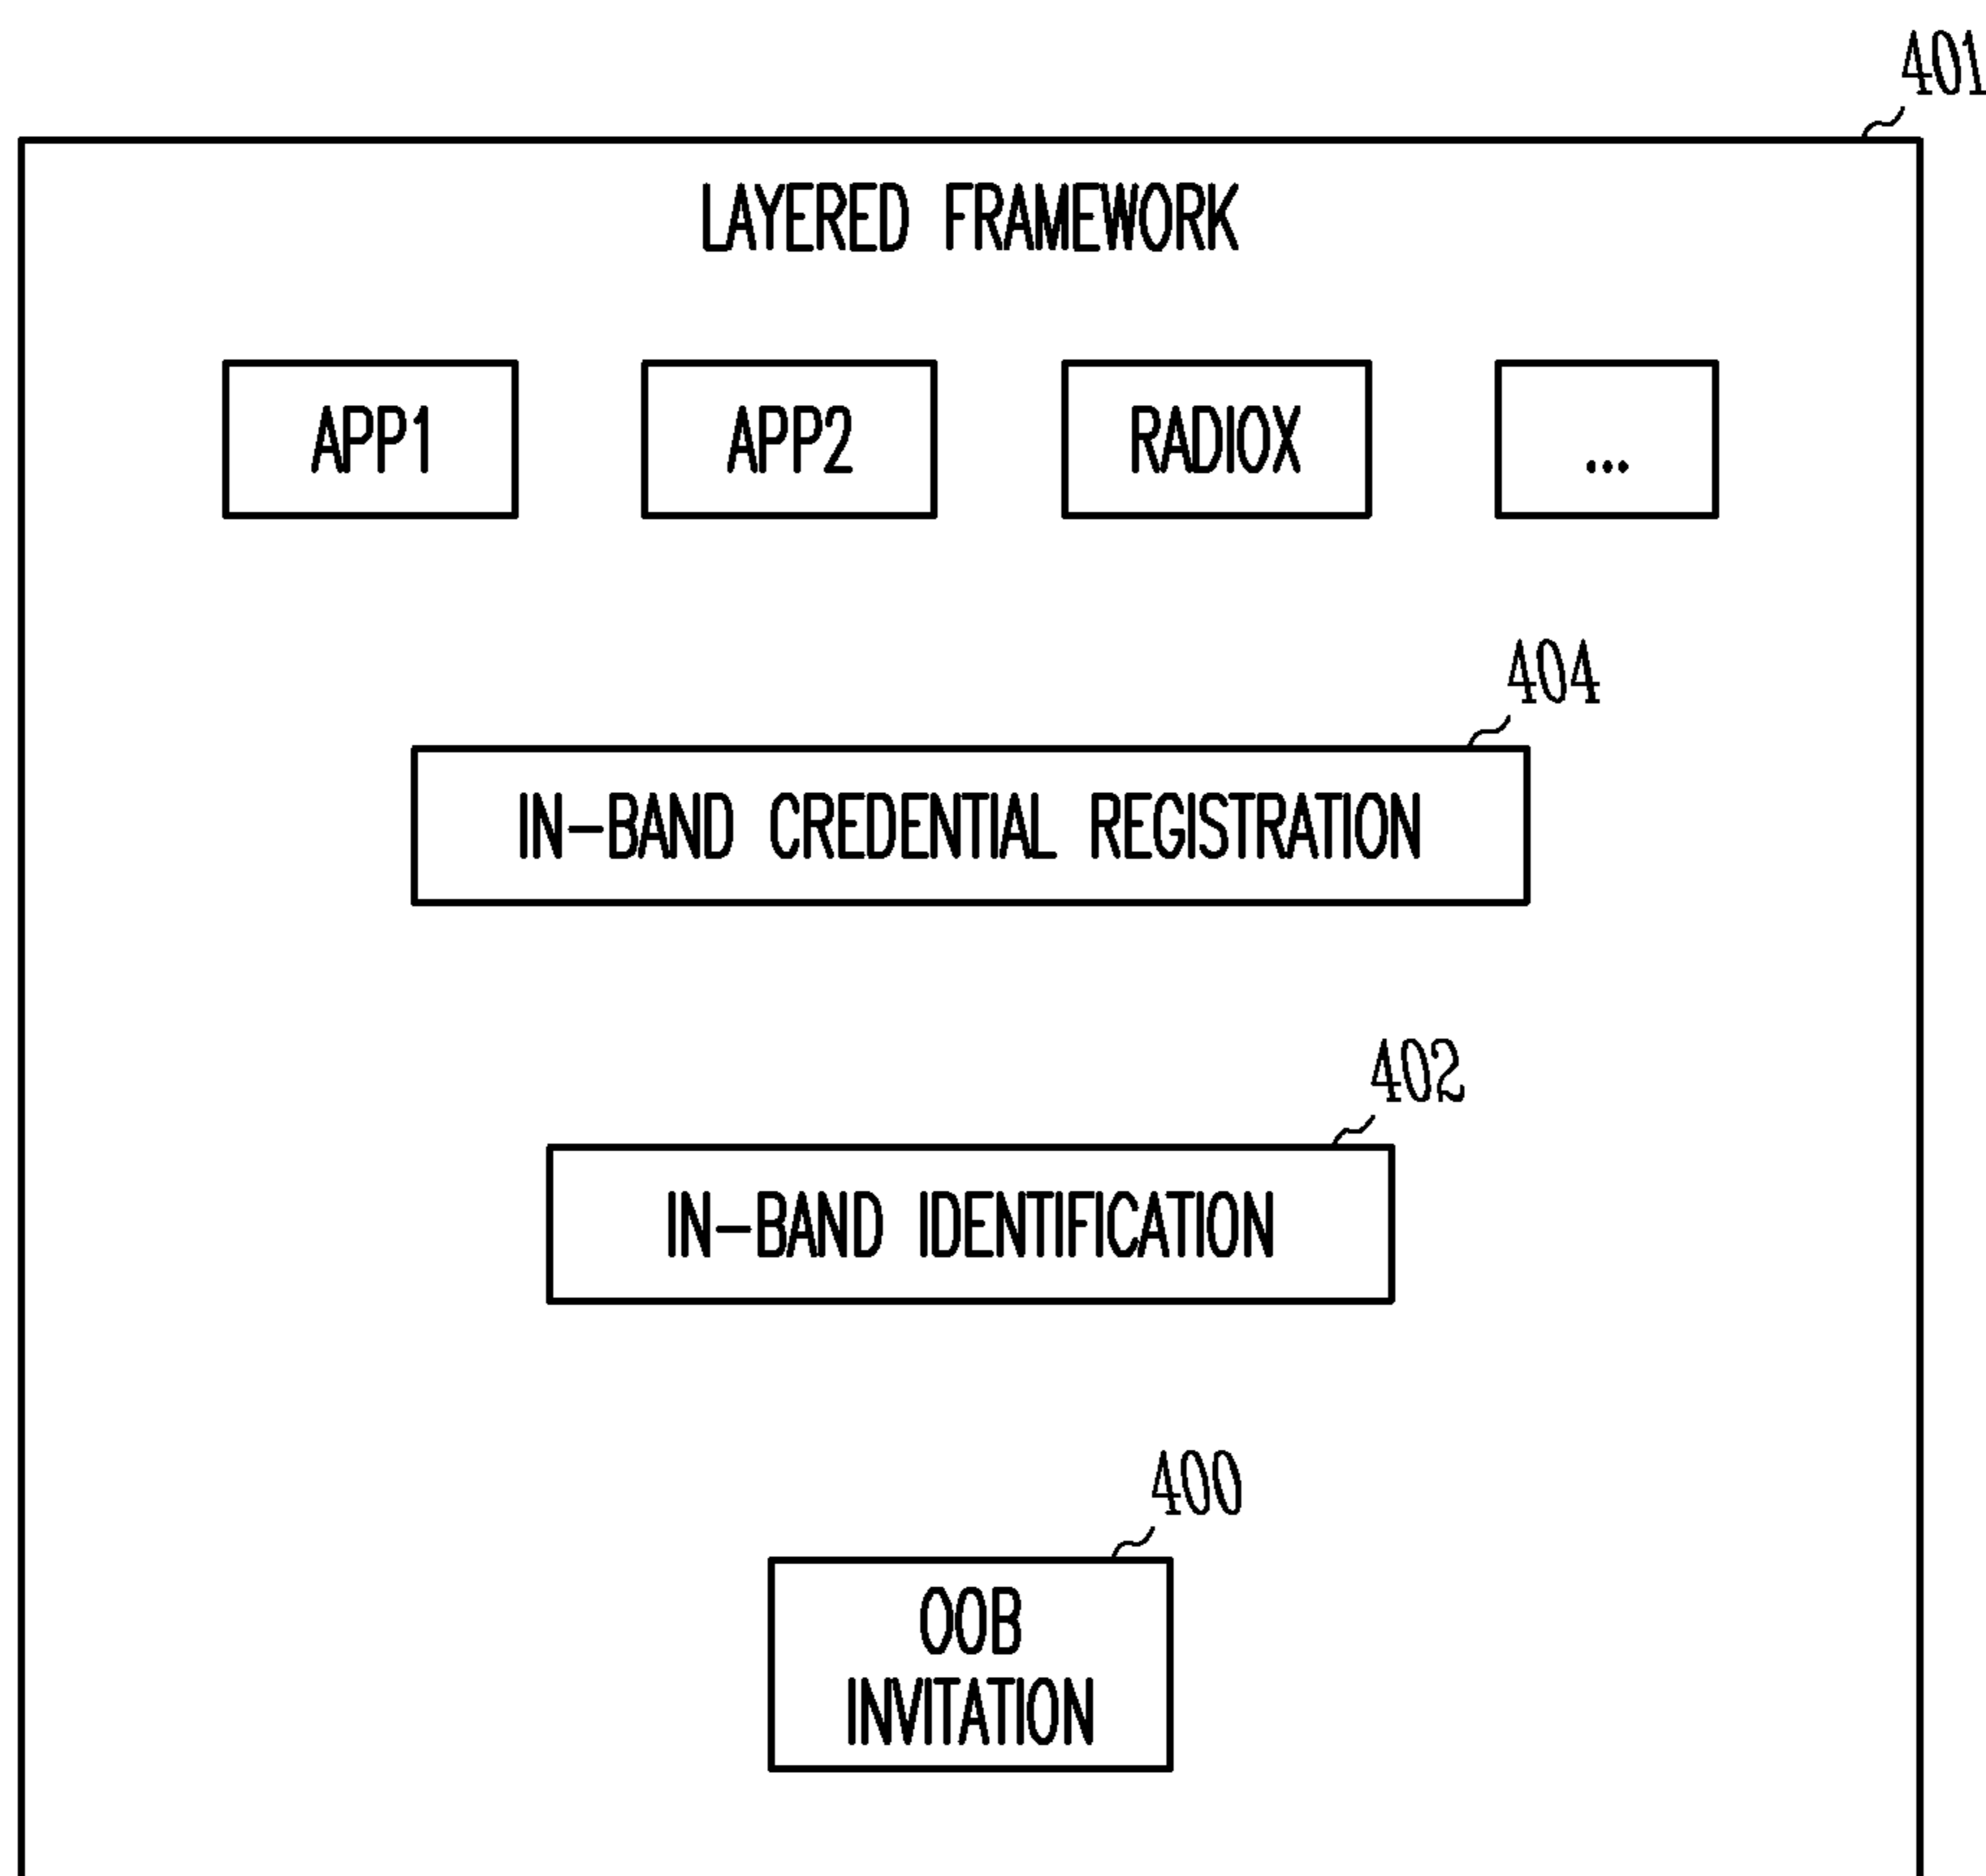 401
LAYERED FRAMEWORK
APP1
APP2
RADIOX
...
404
IN-BAND CREDENTIAL REGISTRATION
402
IN-BAND IDENTIFICATION
400
OOB
INVITATION